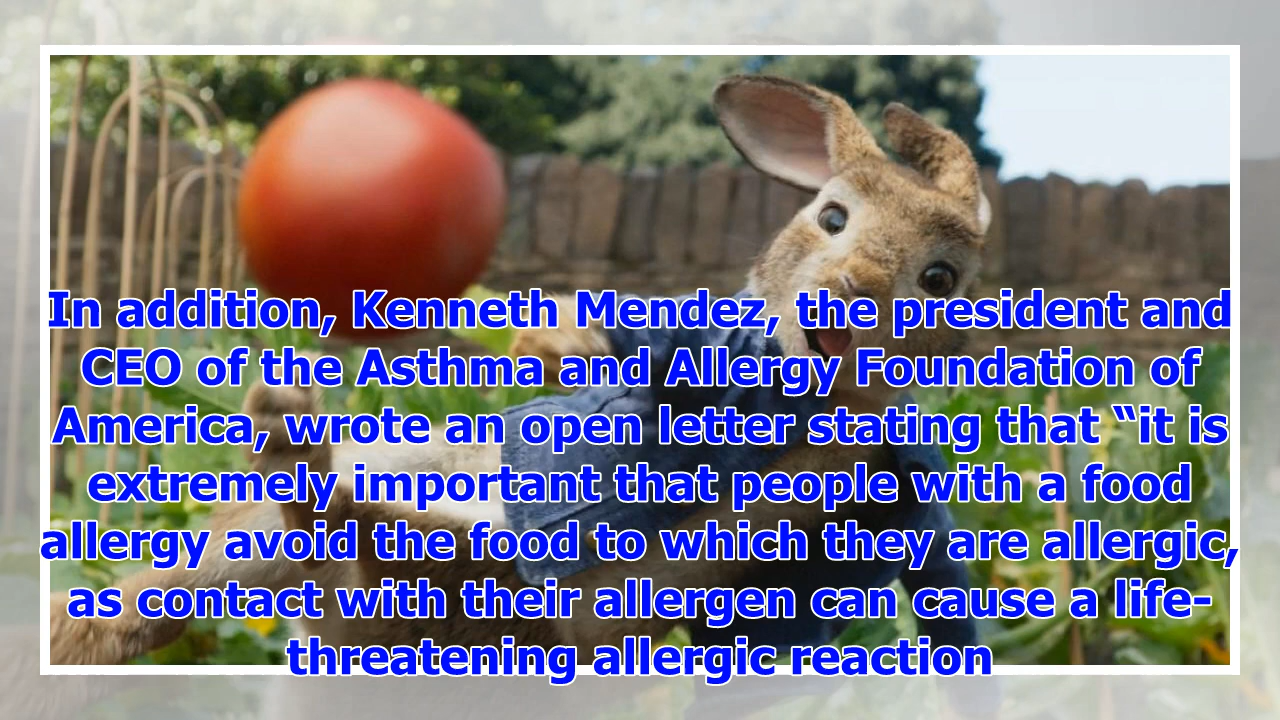 In addition, Kenneth Mendez, the president and
CEO of the Asthma and Allergy Foundation of
America, wrote an open letter stating that “it is
extremely important that people with a food
allergy avoid the food to which they are allergic,
as contact with their allergen can cause a life-
threatening allergic reaction